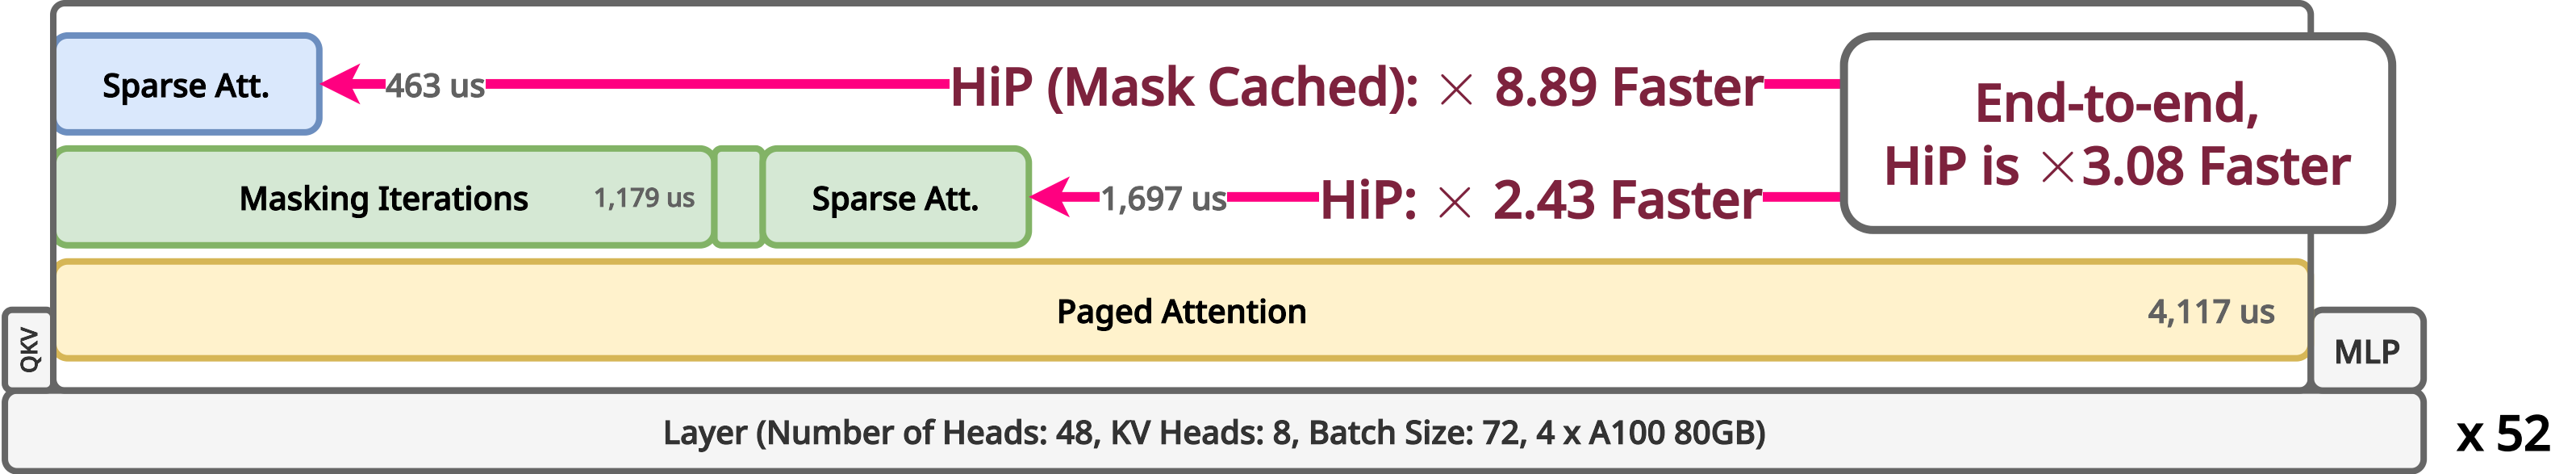 Sparse Att.
463 us
HiP (Mask Cached): × 8.89 Faster
End-to-end,
HiP is ×3.08 Faster
Masking Iterations
1,179 us
Sparse Att.
1,697 us
HiP: × 2.43 Faster
Paged Attention
4,117 us
QKV
MLP
Layer (Number of Heads: 48, KV Heads: 8, Batch Size: 72, 4 x A100 80GB)
x 52